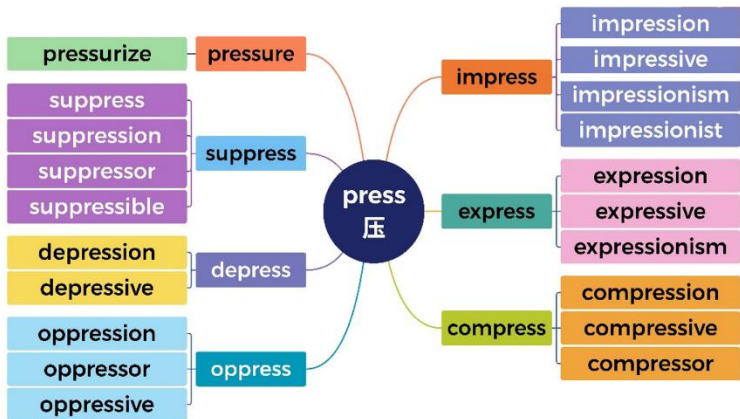 press
压
pressure
pressurize
suppress
suppress
suppression
suppressor
suppressible
depress
depression
depressive
oppress
oppression
oppressor
oppressive
impress
impression
impressive
impressionism
impressionist
express
expression
expressive
expressionism
compress
compression
compressive
compressor